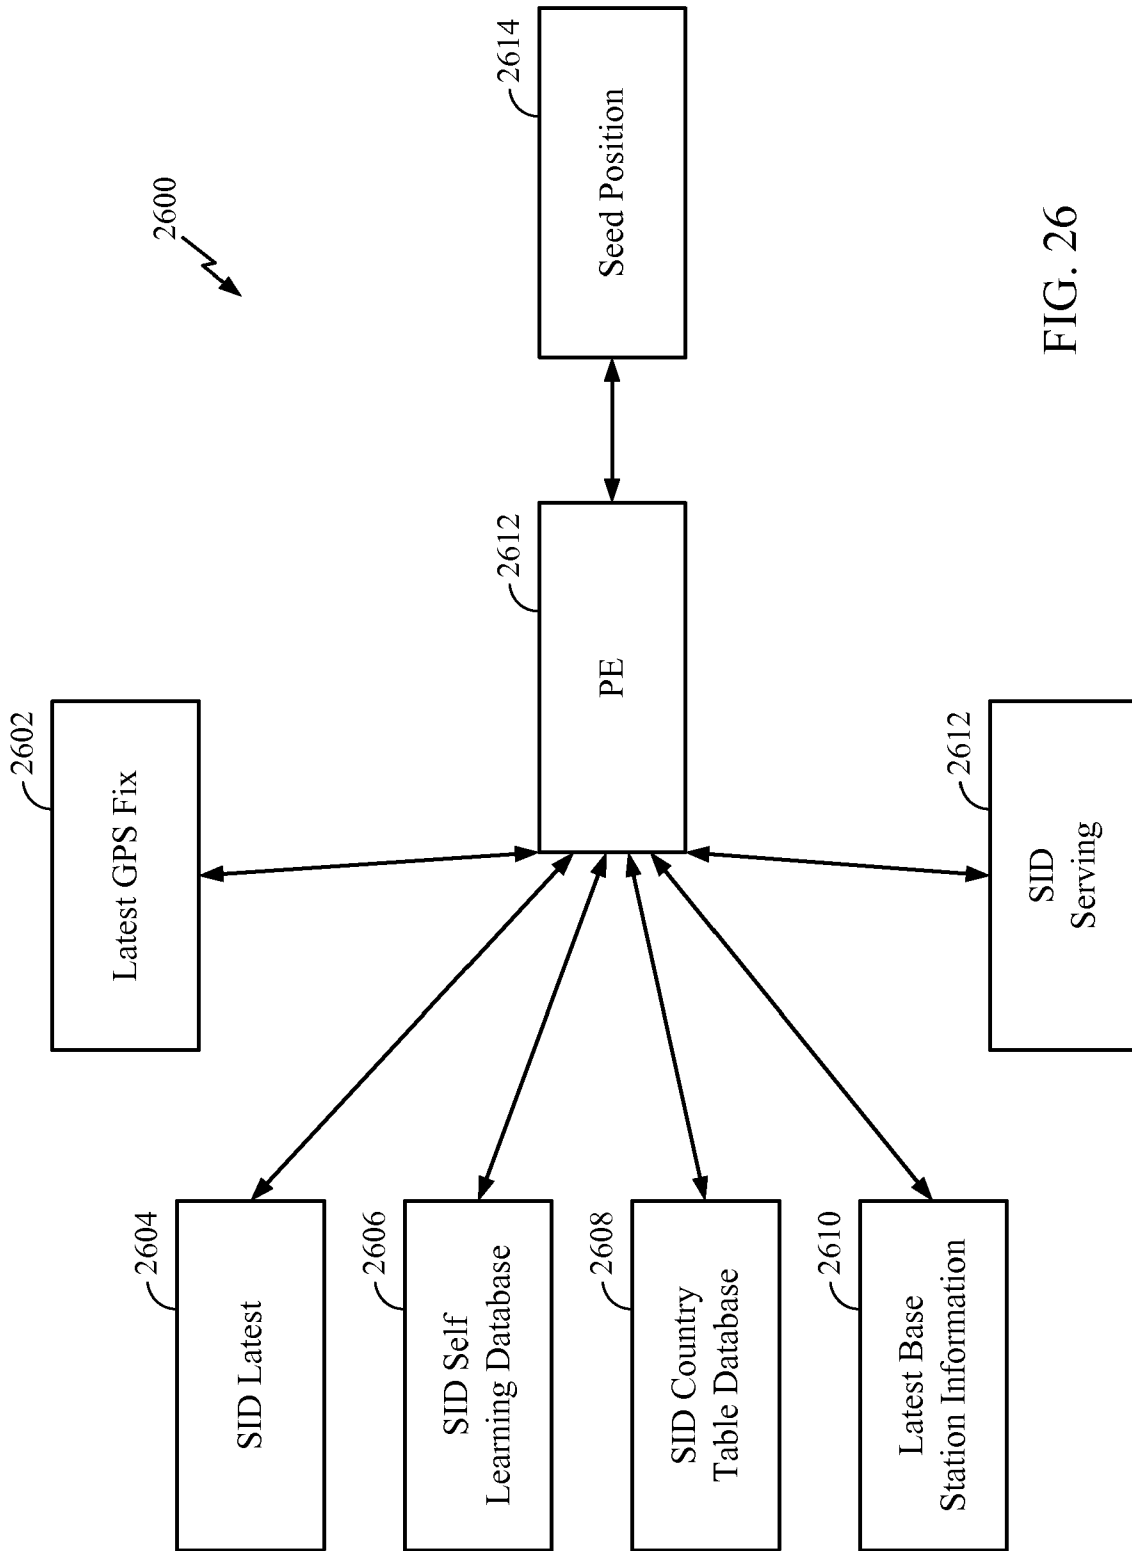 2600
2602
Latest GPS Fix
2604
SID Latest
2606
SID Self
Learning Database
2608
SID Country
Table Database
2610
Latest Base
Station Information
2612
PE
2614
Seed Position
2612
SID
Serving
FIG. 26